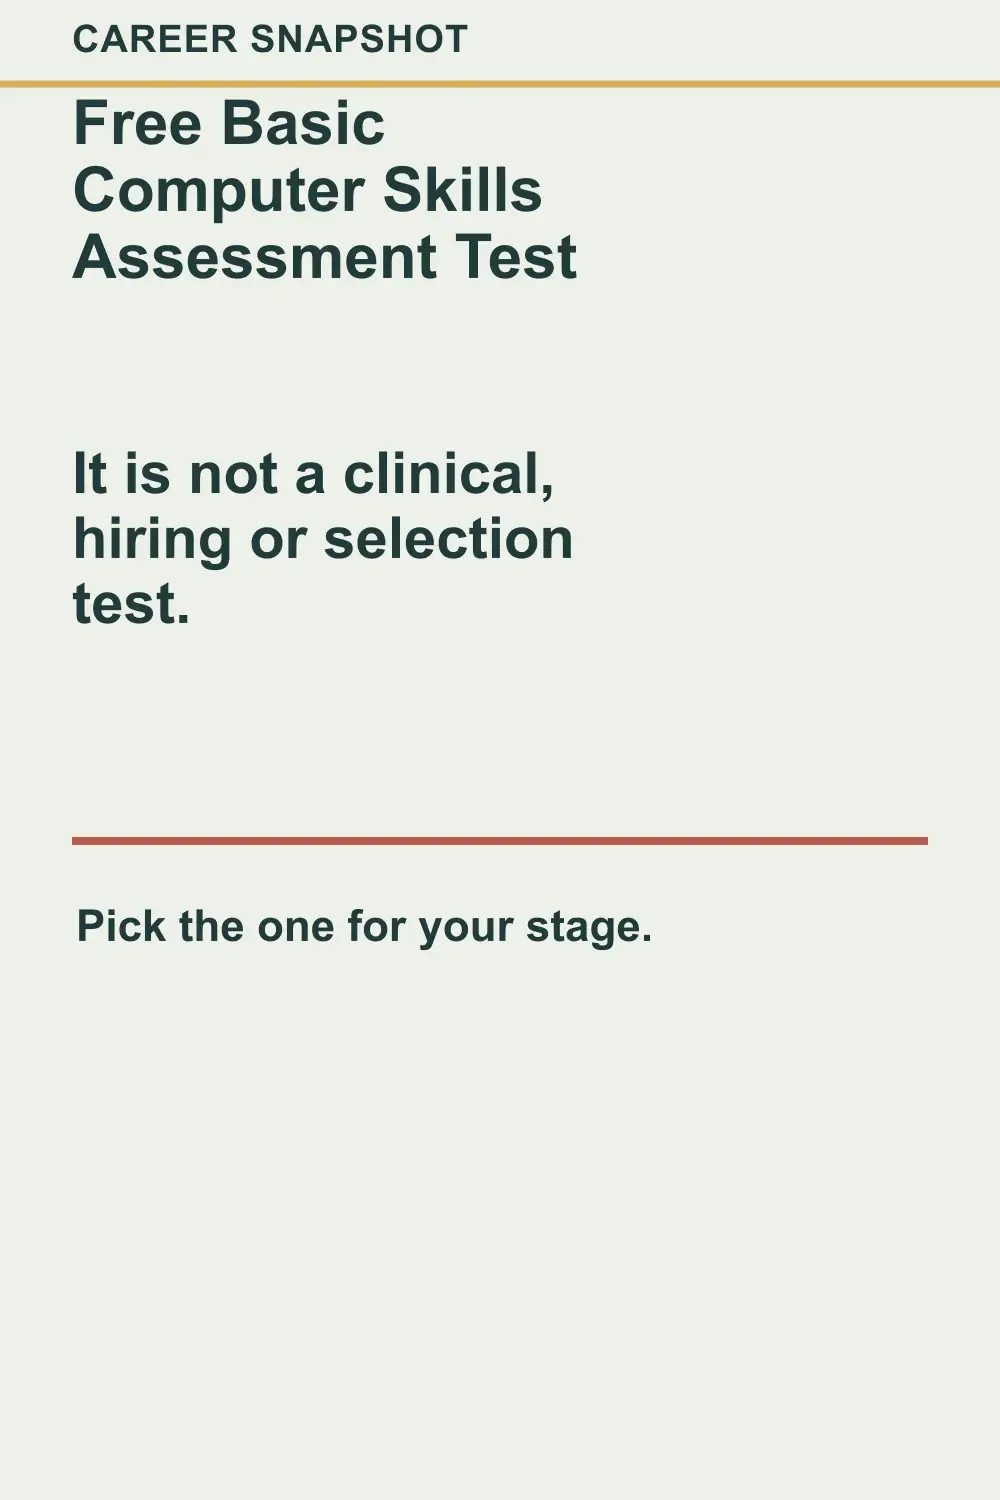 CAREER SNAPSHOT
Free Basic
Computer Skills
Assessment Test
It is not a clinical,
hiring or selection
test.
Pick the one for your stage.